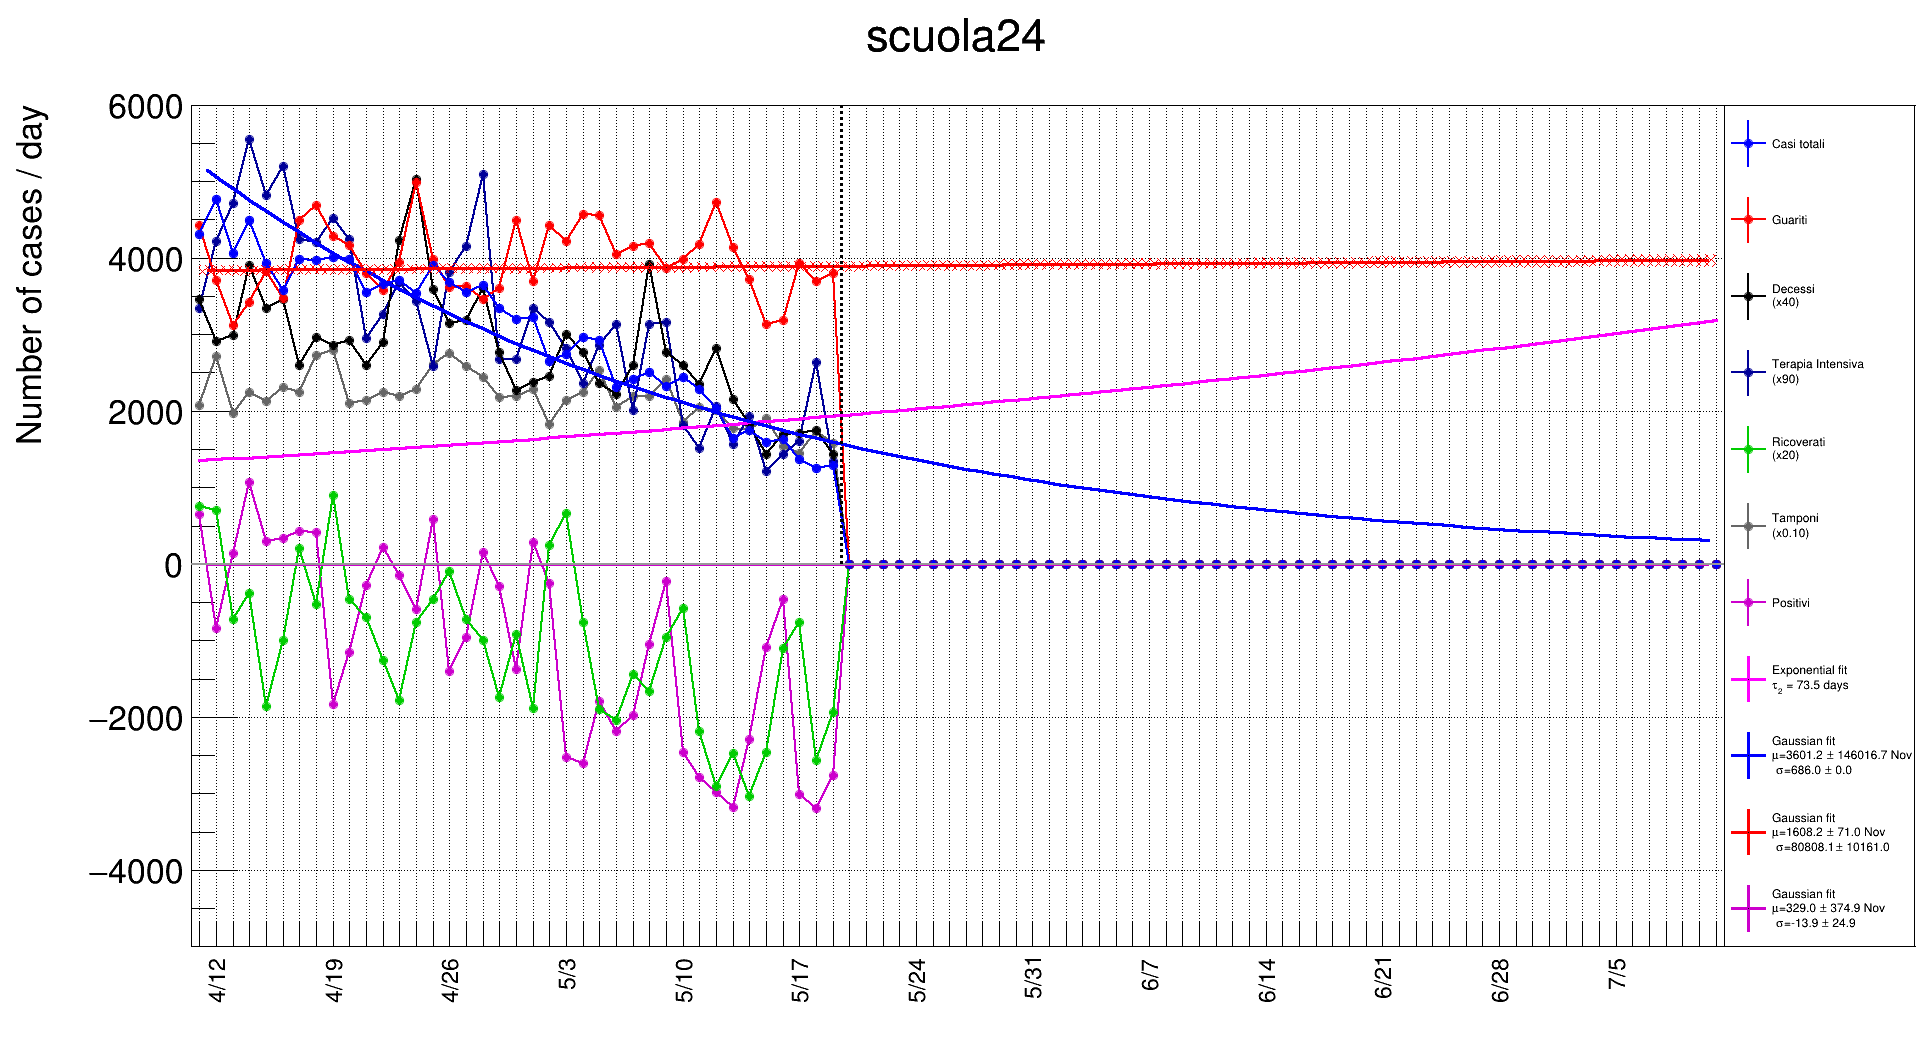 scuola24
Number of cases / day
6000
4000
2000
0
−2000
−4000
4/12
4/19
4/26
5/3
5/10
5/17
5/24
5/31
6/7
6/14
6/21
6/28
7/5
Casi totali
Guariti
Decessi
(x40)
Terapia Intensiva
(x90)
Ricoverati
(x20)
Tamponi
(x0.10)
Positivi
Exponential fit
τ2 = 73.5 days
Gaussian fit
μ=3601.2 ± 146016.7 Nov
σ=686.0 ± 0.0
Gaussian fit
μ=1608.2 ± 71.0 Nov
σ=80808.1 ± 10161.0
Gaussian fit
μ=329.0 ± 374.9 Nov
σ=-13.9 ± 24.9